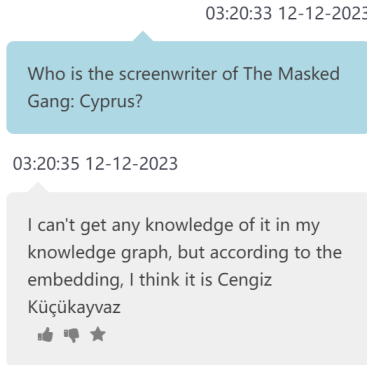 03:20:33 12-12-2023
Who is the screenwriter of The Masked
Gang: Cyprus?
03:20:35 12-12-2023
I can't get any knowledge of it in my
knowledge graph, but according to the
embedding, I think it is Cengiz
Küçükayvaz